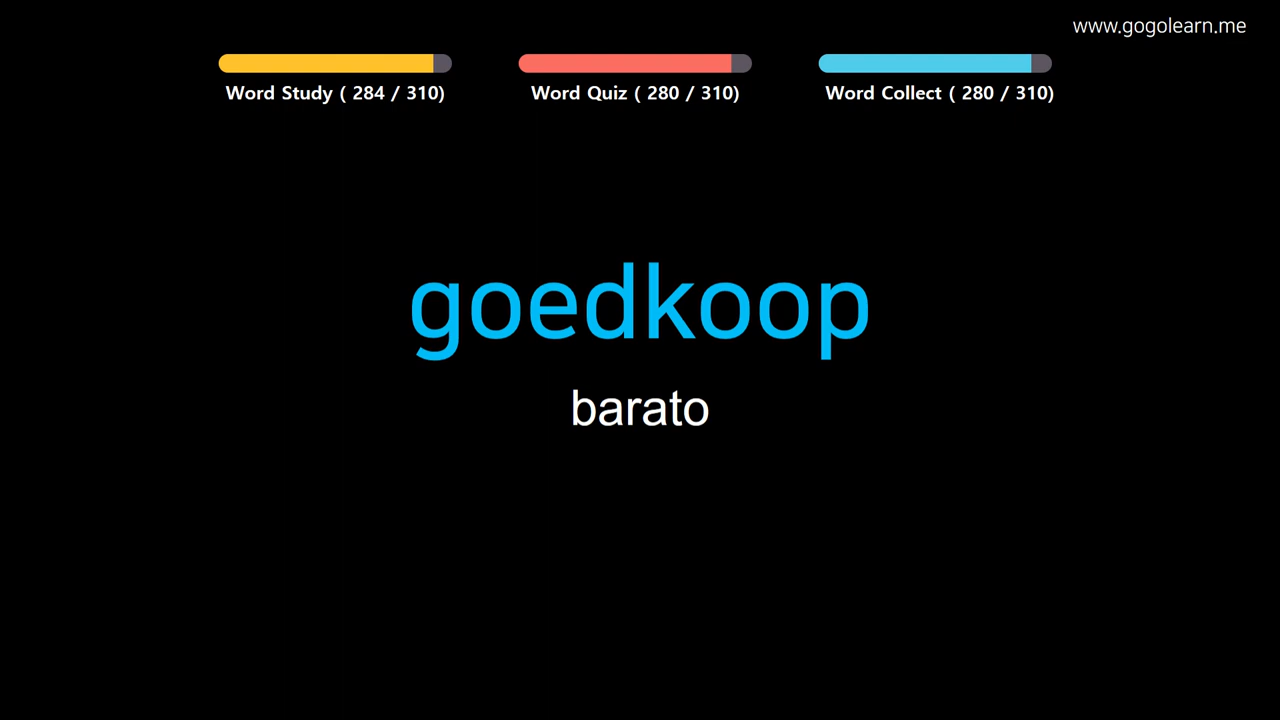 www.gogolearn.me
Word Study ( 284 / 310)
Word Quiz ( 280 / 310)
Word Collect ( 280 / 310)
goedkoop
barato